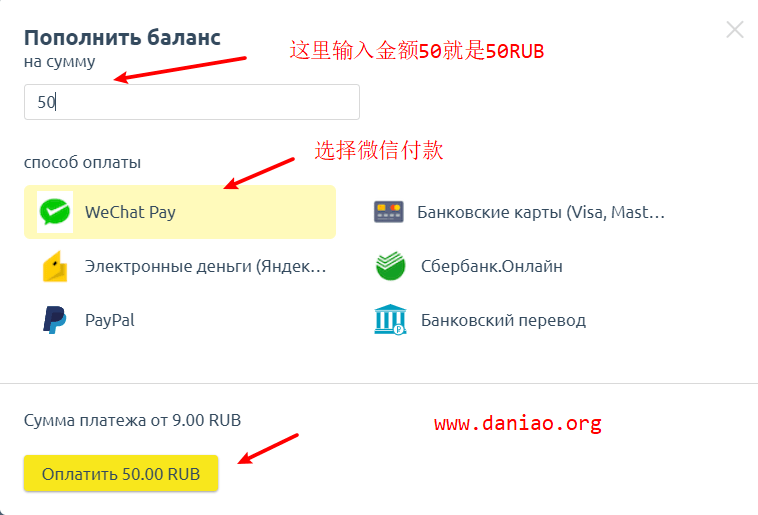 Пополнить баланс
на сумму
这里输入金额50就是50RUB
50
选择微信付款
способ оплаты
WeChat Pay
Банковские карты (Visa, Mast…
Электронные деньги (Яндек…
Сбербанк.Онлайн
PayPal
Банковский перевод
Сумма платежа от 9.00 RUB
www.daniao.org
Оплатить 50.00 RUB